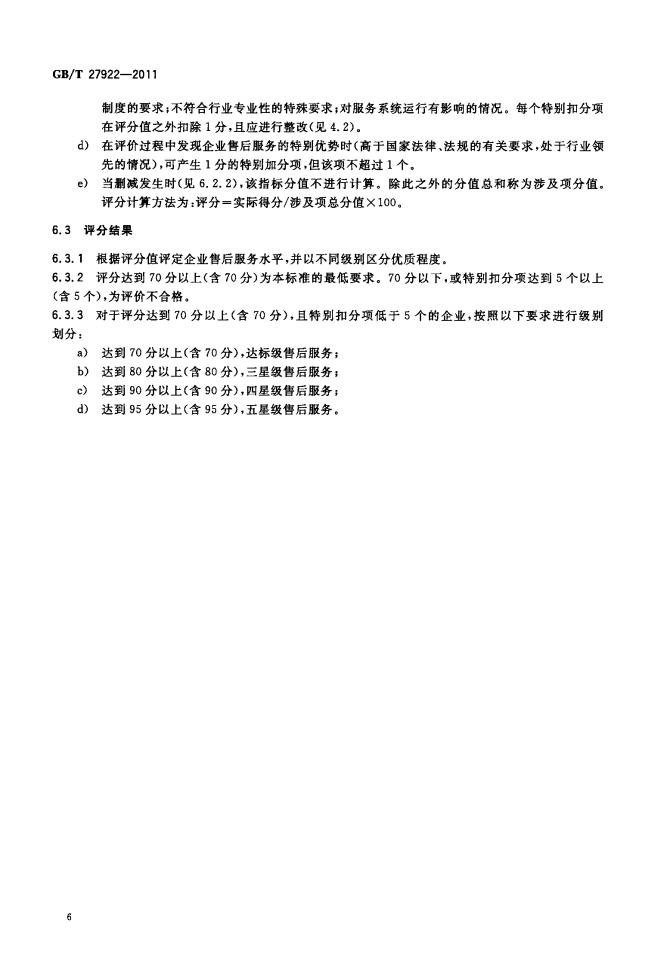 GB/T 27922—2011
制度的要求;不符合行业专业性的特殊要求;对服务系统运行有影响的情况。每个特别扣分项
在评分值之外扣除1分,且应进行整改(见4.2)。
d) 在评价过程中发现企业售后服务的特别优势时(高于国家法律、法规的有关要求,处于行业领
先的情况),可产生1分的特别加分项,但该项不超过1个。
e) 当删减发生时(见6.2.2),该指标分值不进行计算。除此之外的分值总和称为涉及项分值。
评分计算方法为:评分=实际得分/涉及项总分值×100。
6.3 评分结果
6.3.1 根据评分值评定企业售后服务水平,并以不同级别区分优质程度。
6.3.2 评分达到70分以上(含70分)为本标准的最低要求。70分以下,或特别扣分项达到5个以上
(含5个),为评价不合格。
6.3.3 对于评分达到70分以上(含70分),且特别扣分项低于5个的企业,按照以下要求进行级别
划分:
a) 达到70分以上(含70分),达标级售后服务;
b) 达到80分以上(含80分),三星级售后服务;
c) 达到90分以上(含90分),四星级售后服务;
d) 达到95分以上(含95分),五星级售后服务。
6